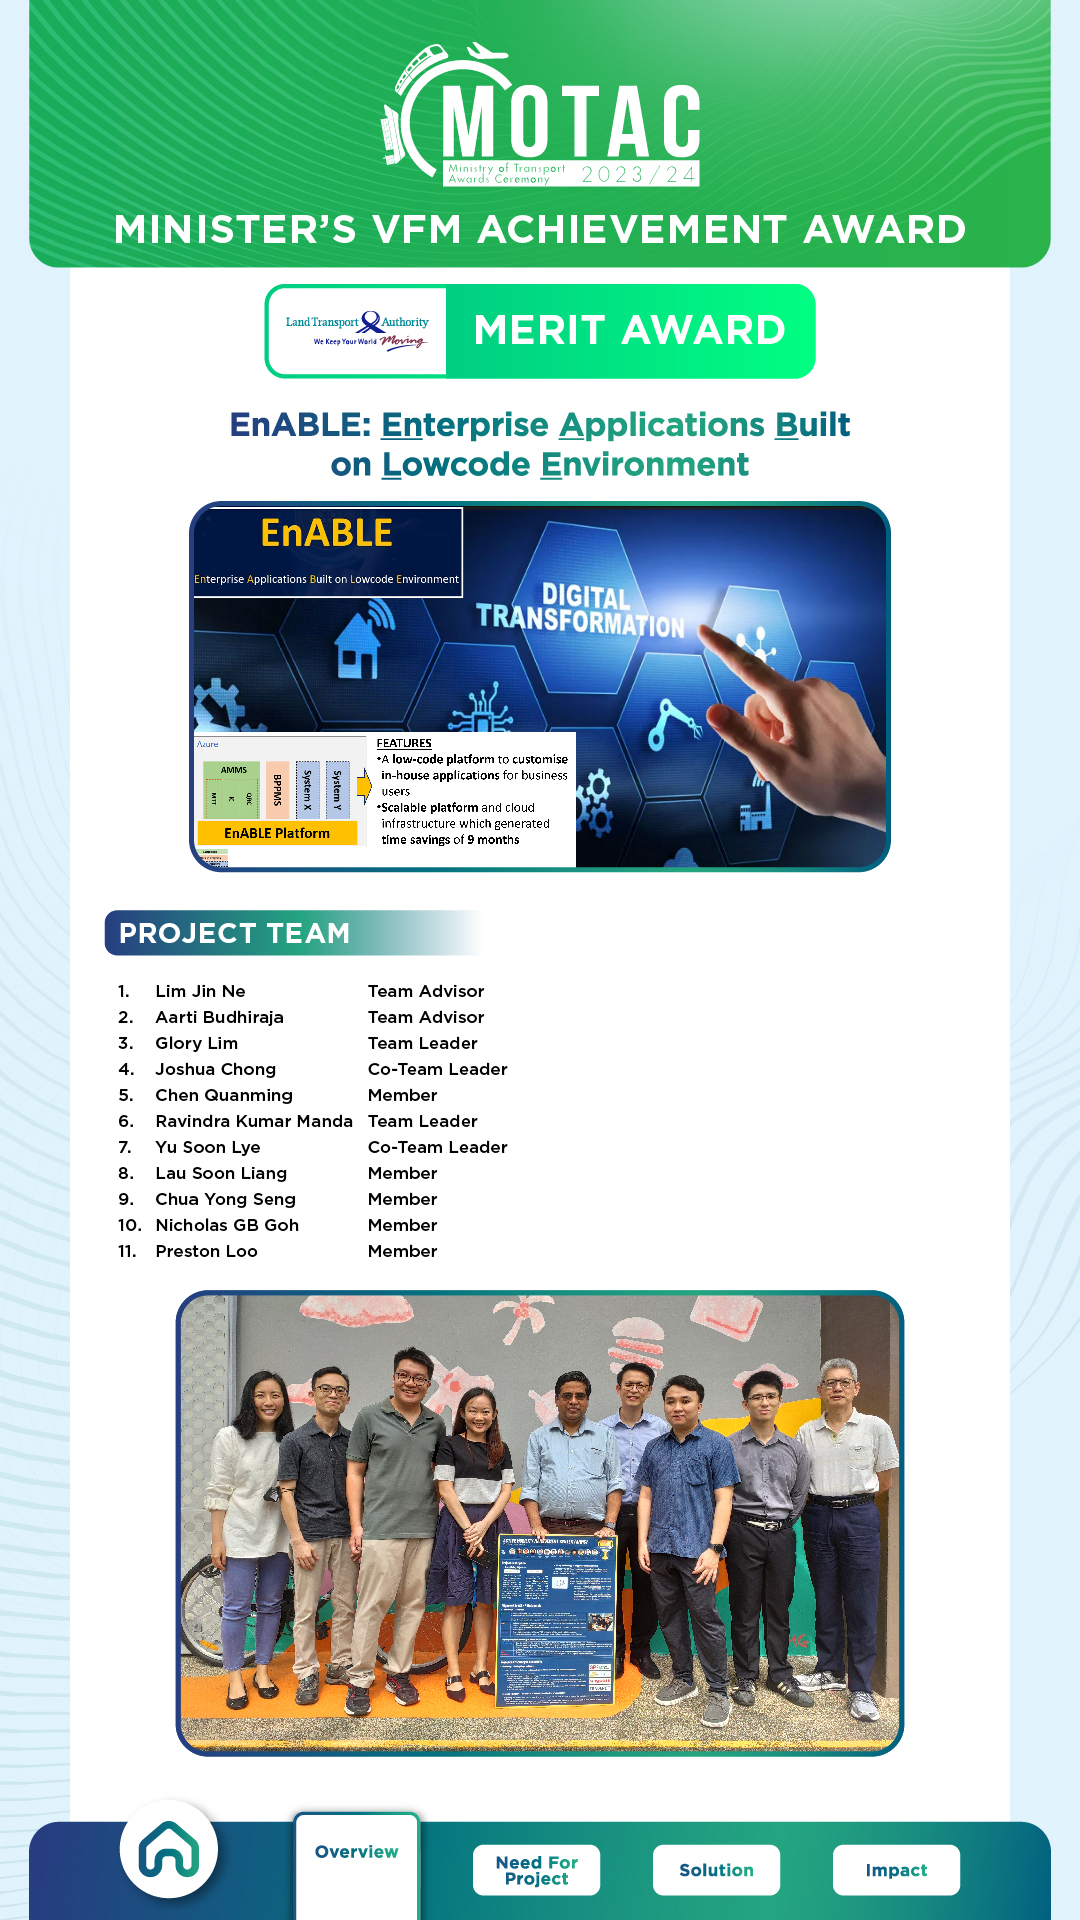 MOTAC
Ministry of Transport
Awards Ceremony
2023/24
MINISTER’S VFM ACHIEVEMENT AWARD
Land Transport Authority
We Keep Your World Moving
MERIT AWARD
EnABLE: Enterprise Applications Built
on Lowcode Environment
EnABLE
Enterprise Applications Built on Lowcode Environment
DIGITAL
TRANSFORMATION
Azure
AMMS
BPPMS
System X
System Y
EnABLE Platform
FEATURES
•A low-code platform to customise
in-house applications for business
users
•Scalable platform and cloud
infrastructure which generated
time savings of 9 months
PROJECT TEAM
1. Lim Jin Ne Team Advisor
2. Aarti Budhiraja Team Advisor
3. Glory Lim Team Leader
4. Joshua Chong Co-Team Leader
5. Chen Quanming Member
6. Ravindra Kumar Manda Team Leader
7. Yu Soon Lye Co-Team Leader
8. Lau Soon Liang Member
9. Chua Yong Seng Member
10. Nicholas GB Goh Member
11. Preston Loo Member
Overview
Need For
Project
Solution
Impact